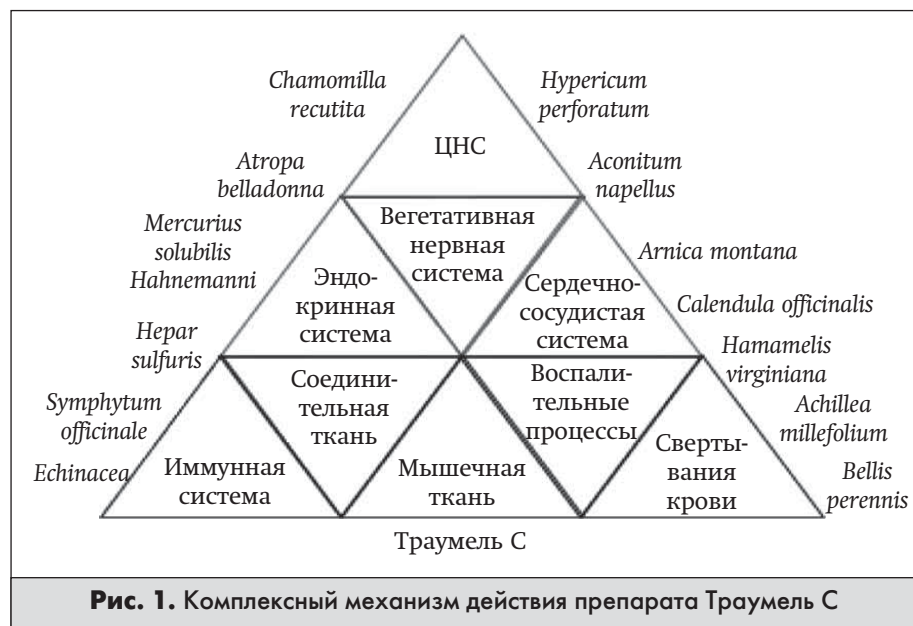 Chamomilla
recutita
Hypericum
perforatum
ЦНС
Atropa
belladonna
Aconitum
napellus
Mercurius
solubilis
Hahnemanni
Вегетативная
нервная
система
Arnica montana
Эндо-
кринная
система
Сердечно-
сосудистая
система
Calendula officinalis
Hepar
sulfuris
Hamamelis
virginiana
Соедини-
тельная
ткань
Воспали-
тельные
процессы
Symphytum
officinale
Achillea
millefolium
Echinacea
Иммунная
система
Мышечная
ткань
Сверты-
вания
крови
Bellis
perennis
Траумель С
Рис. 1. Комплексный механизм действия препарата Траумель С